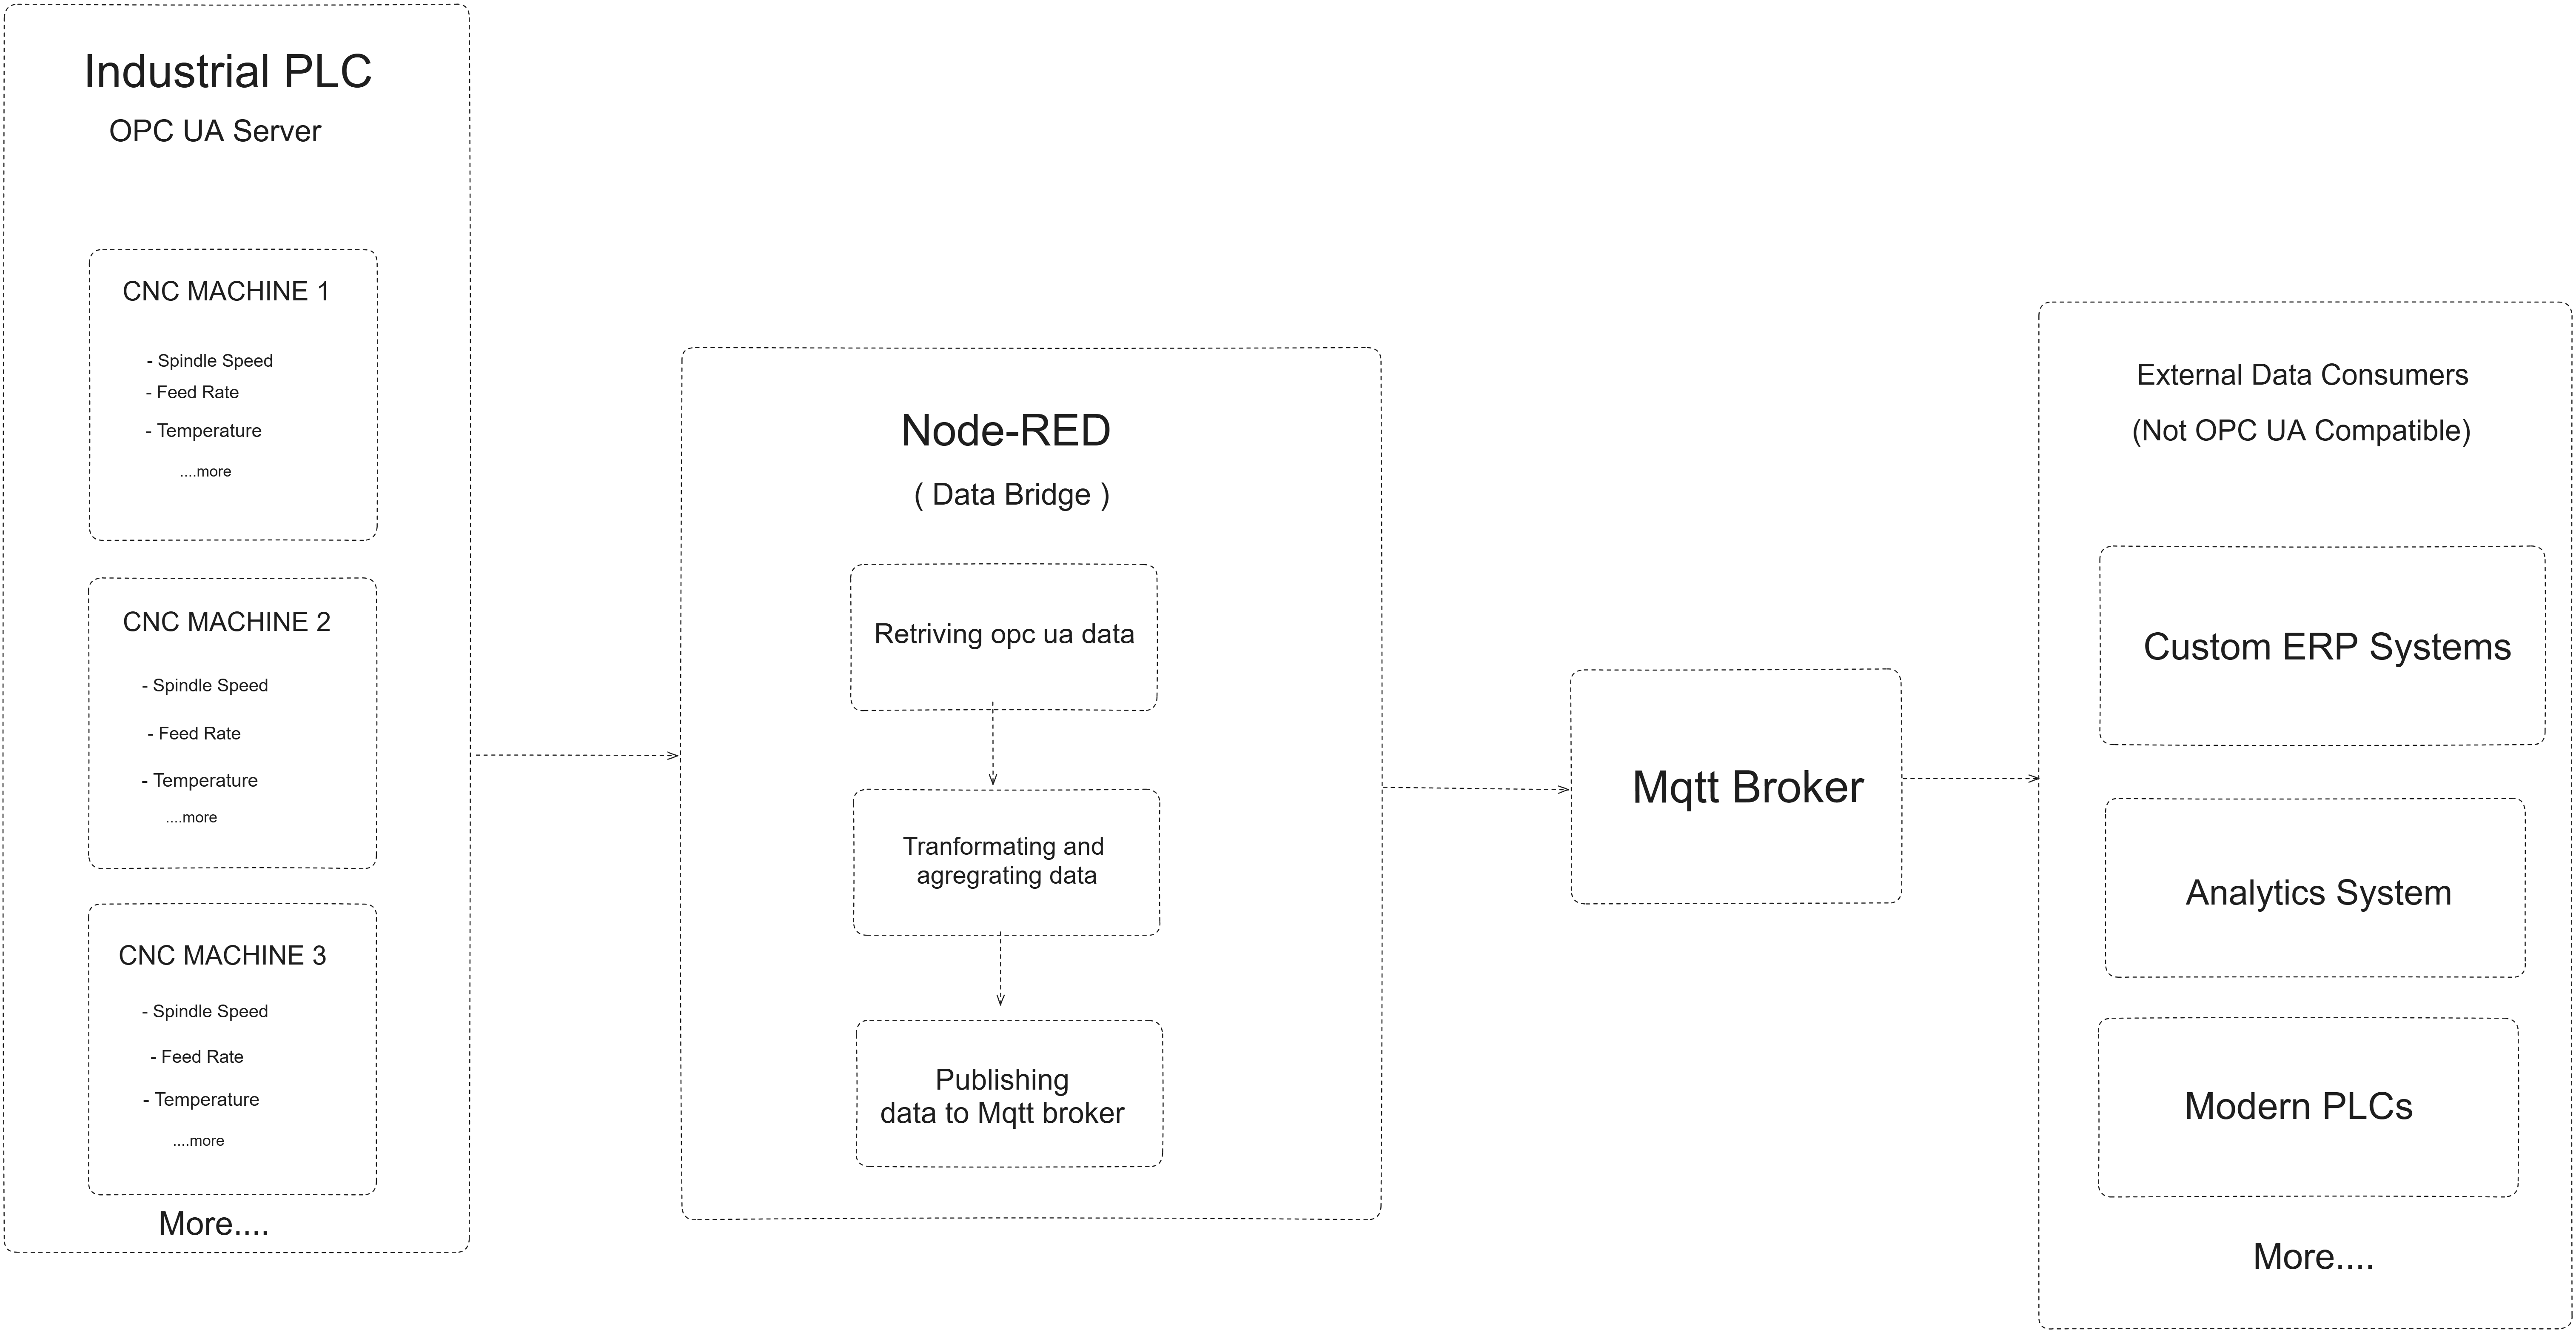 Industrial PLC
OPC UA Server
CNC MACHINE 1
- Spindle Speed
- Feed Rate
- Temperature
....more
CNC MACHINE 2
- Spindle Speed
- Feed Rate
- Temperature
....more
CNC MACHINE 3
- Spindle Speed
- Feed Rate
- Temperature
....more
More....
Node-RED
( Data Bridge )
Retriving opc ua data
Tranformating and
agregrating data
Publishing
data to Mqtt broker
Mqtt Broker
External Data Consumers
(Not OPC UA Compatible)
Custom ERP Systems
Analytics System
Modern PLCs
More....